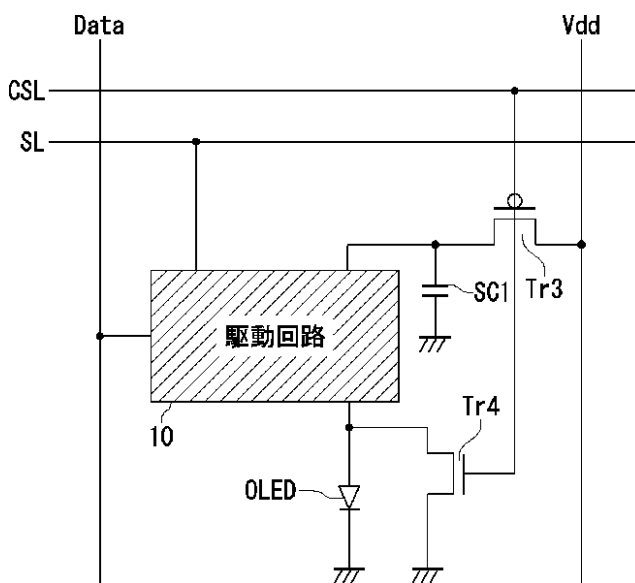 Data
Vdd
CSL
SL
SC1
Tr3
駆動回路
10
Tr4
OLED